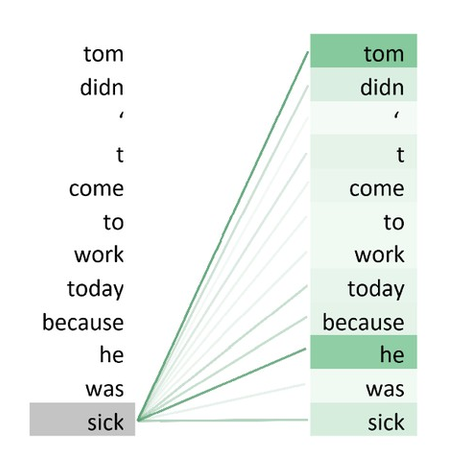 tom tom
didn didn
‘ ‘
t t
come come
to to
work work
today today
because because
he he
was was
sick sick